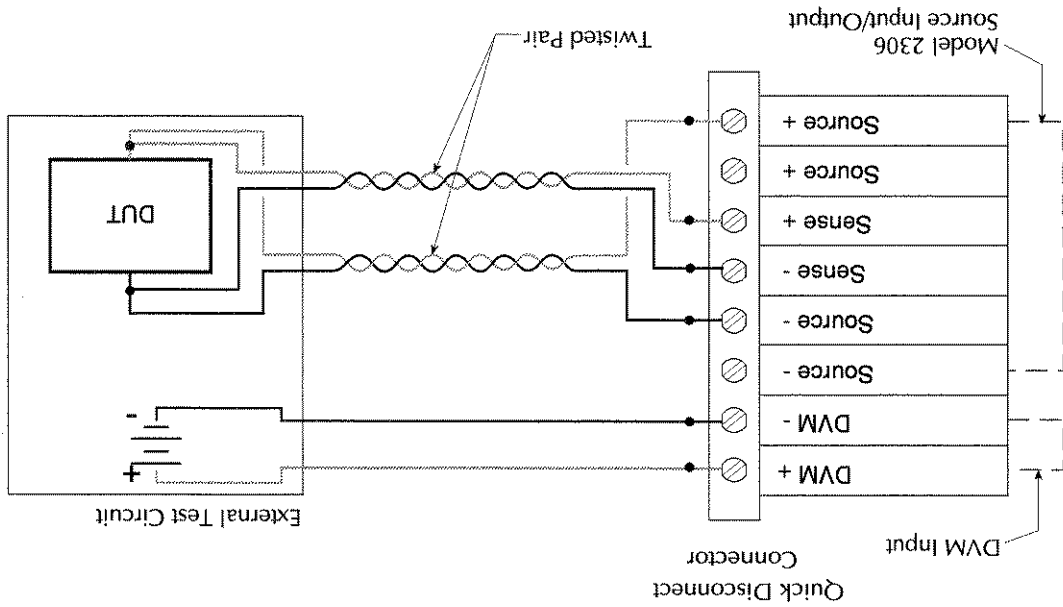 Quick Disconnect
Connector
DVM Input
External Test Circuit
DVM +
DVM -
Source -
Source -
Sense -
Sense +
Source +
Source +
+
-
DUT
Model 2306
Source Input/Output
Twisted Pair